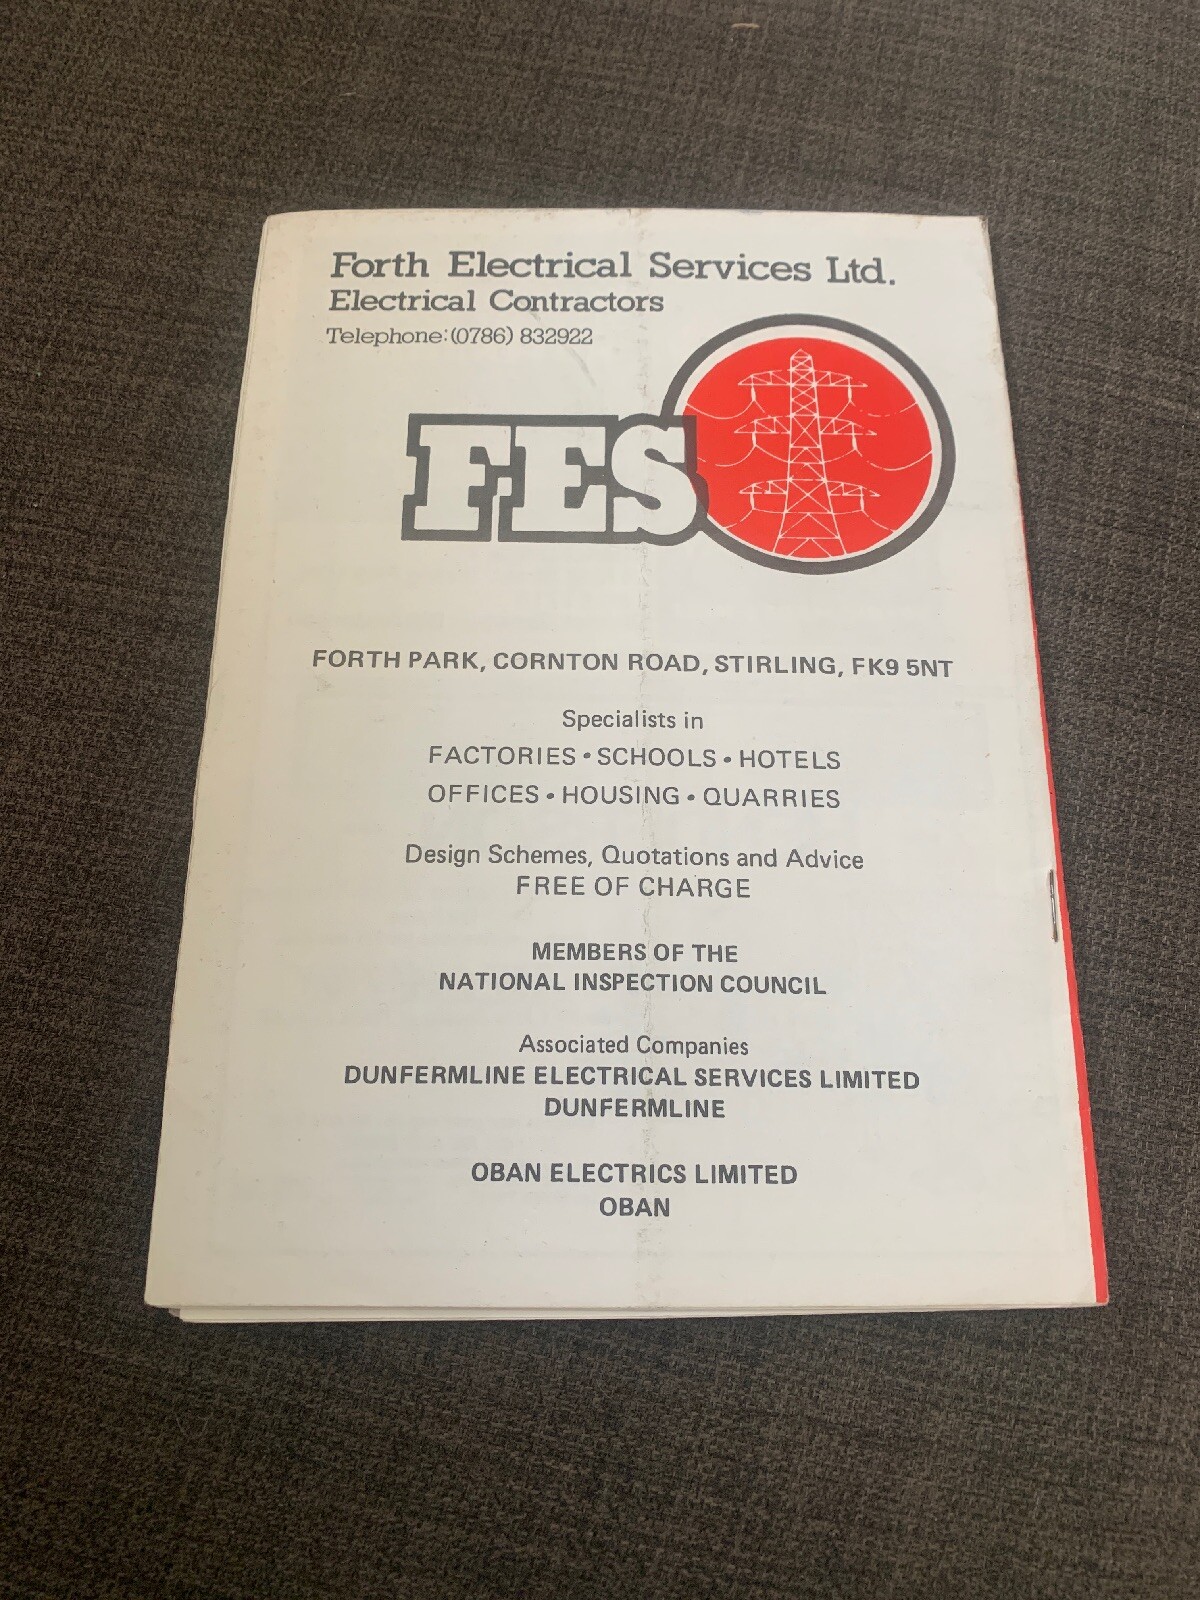 Forth Electrical Services Ltd.
Electrical Contractors
Telephone:(0786) 832922
FES
FORTH PARK, CORNTON ROAD, STIRLING, FK9 5NT
Specialists in
FACTORIES • SCHOOLS • HOTELS
OFFICES • HOUSING • QUARRIES
Design Schemes, Quotations and Advice
FREE OF CHARGE
MEMBERS OF THE
NATIONAL INSPECTION COUNCIL
Associated Companies
DUNFERMLINE ELECTRICAL SERVICES LIMITED
DUNFERMLINE
OBAN ELECTRICS LIMITED
OBAN